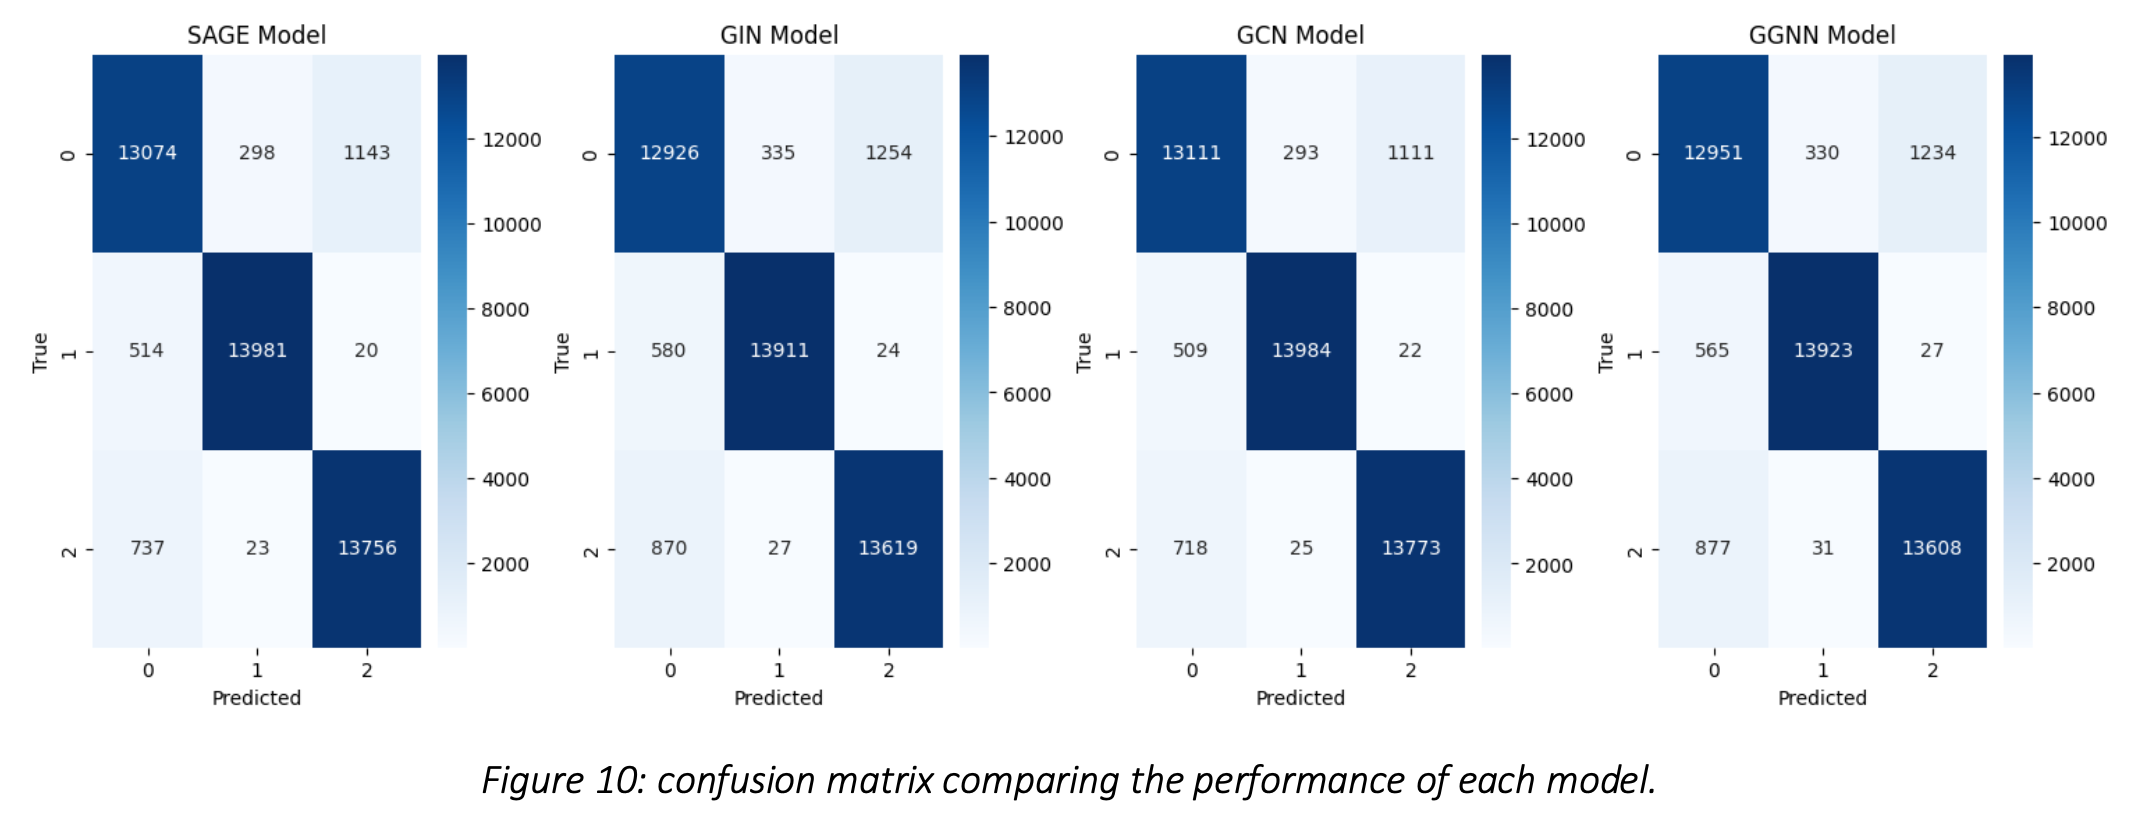 SAGE Model
13074 298 1143
514 13981 20
737 23 13756
0
1
2
True
0 1 2
Predicted
12000
10000
8000
6000
4000
2000
GIN Model
12926 335 1254
580 13911 24
870 27 13619
0
1
2
True
0 1 2
Predicted
12000
10000
8000
6000
4000
2000
GCN Model
13111 293 1111
509 13984 22
718 25 13773
0
1
2
True
0 1 2
Predicted
12000
10000
8000
6000
4000
2000
GGNN Model
12951 330 1234
565 13923 27
877 31 13608
0
1
2
True
0 1 2
Predicted
12000
10000
8000
6000
4000
2000
Figure 10: confusion matrix comparing the performance of each model.